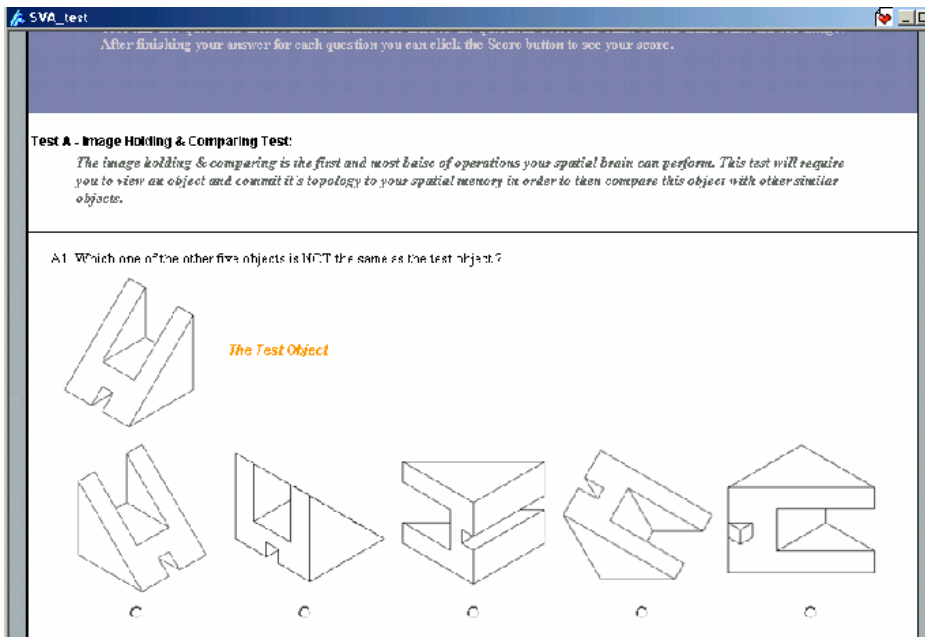 SVA_test
After finishing your answer for each question you can click the Score button to see your score.
Test A - Image Holding & Comparing Test:
The image holding & comparing is the first and most baise of operations your spatial brain can perform. This test will require
you to view an object and commit it's topology to your spatial memory in order to then compare this object with other similar
objects.
A1 Which one of the other five objects is NOT the same as the test object?
The Test Object